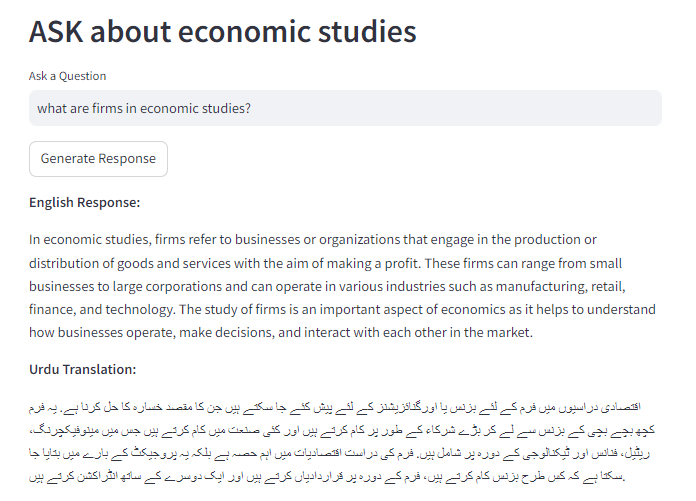 ASK about economic studies
Ask a Question
what are firms in economic studies?
Generate Response
English Response:
In economic studies, firms refer to businesses or organizations that engage in the production or
distribution of goods and services with the aim of making a profit. These firms can range from small
businesses to large corporations and can operate in various industries such as manufacturing, retail,
finance, and technology. The study of firms is an important aspect of economics as it helps to understand
how businesses operate, make decisions, and interact with each other in the market.
Urdu Translation:
اقتصادی دراسیوں میں فرم کے لئے بزنس یا اورگنائزیشنز کے لئے پیش کئے جا سکتے ہیں جن کا مقصد خسارہ کا حل کرنا ہے۔ یہ فرم
کچھ بچے بچی کے بزنس سے لے کر بڑے شرکاء کے طور پر کام کرتے ہیں اور کئی صنعت میں کام کرتے ہیں جس میں مینوفیکچرنگ،
ریٹیل، فنانس اور ٹیکنالوجی کے دورہ پر شامل ہیں۔ فرم کی دراست اقتصادیات میں اہم حصہ ہے بلکہ یہ پروجیکٹ کے بارے میں بتایا جا
سکتا ہے کہ کس طرح بزنس کام کرتے ہیں، فرم کے دورہ پر قراردادیاں کرتے ہیں اور ایک دوسرے کے ساتھ انٹراکشن کرتے ہیں.